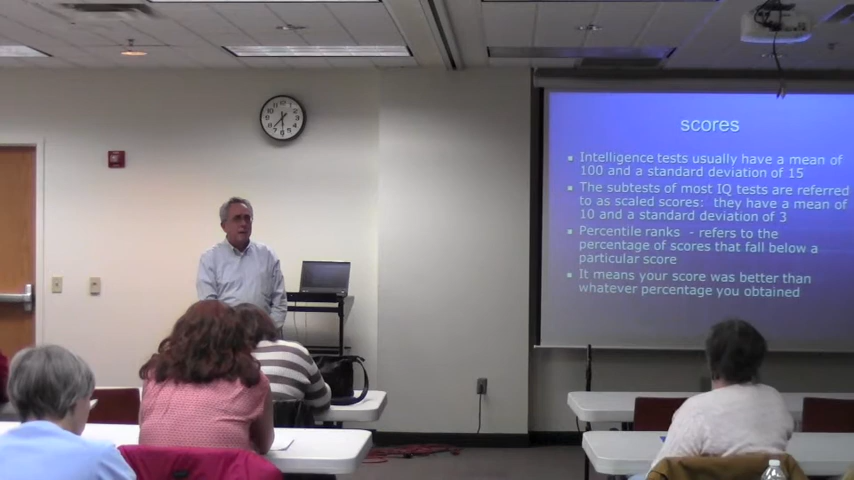 scores
▪ Intelligence tests usually have a mean of
100 and a standard deviation of 15
▪ The subtests of most IQ tests are referred
to as scaled scores: they have a mean of
10 and a standard deviation of 3
▪ Percentile ranks - refers to the
percentage of scores that fall below a
particular score
▪ It means your score was better than
whatever percentage you obtained